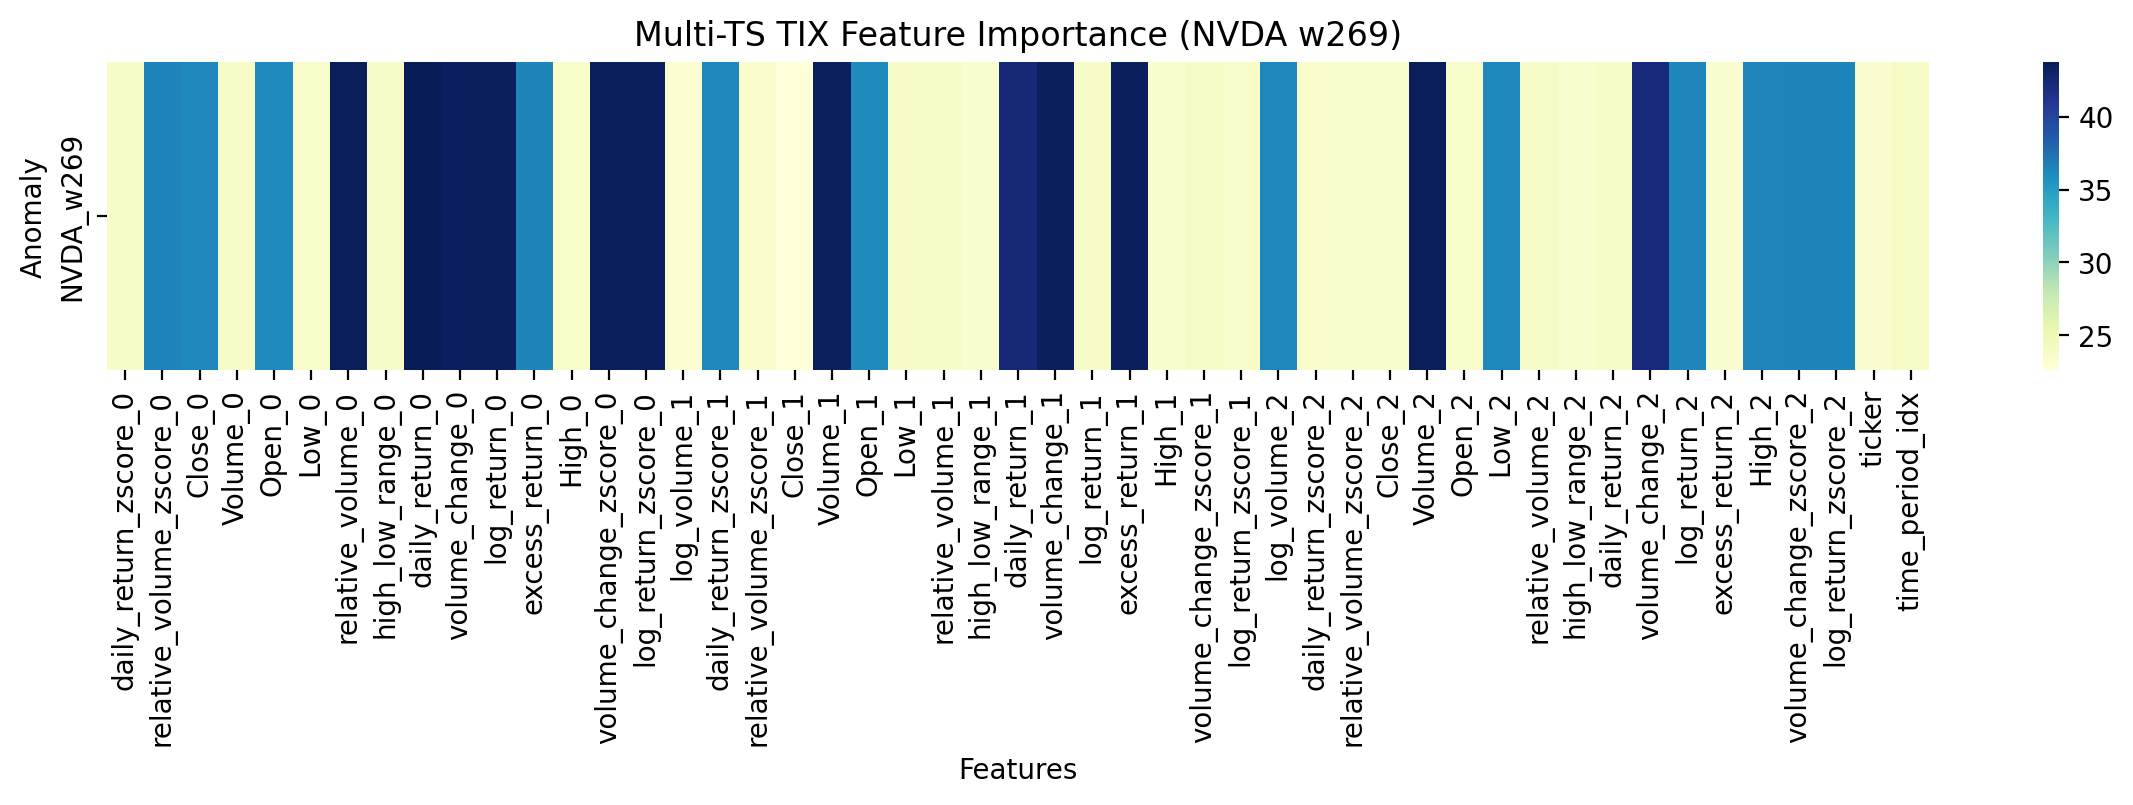 Multi-TS TIX Feature Importance (NVDA w269)
Anomaly
NVDA_w269
40
35
30
25
daily_return_zscore_0
relative_volume_zscore_0
Close_0
Volume_0
Open_0
Low_0
relative_volume_0
high_low_range_0
daily_return_0
volume_change_0
log_return_0
excess_return_0
High_0
volume_change_zscore_0
log_return_zscore_0
log_volume_1
daily_return_zscore_1
relative_volume_zscore_1
Close_1
Volume_1
Open_1
Low_1
relative_volume_1
high_low_range_1
daily_return_1
volume_change_1
log_return_1
excess_return_1
High_1
volume_change_zscore_1
log_return_zscore_1
log_volume_2
daily_return_zscore_2
relative_volume_zscore_2
Close_2
Volume_2
Open_2
Low_2
relative_volume_2
high_low_range_2
daily_return_2
volume_change_2
log_return_2
excess_return_2
High_2
volume_change_zscore_2
log_return_zscore_2
ticker
time_period_idx
Features